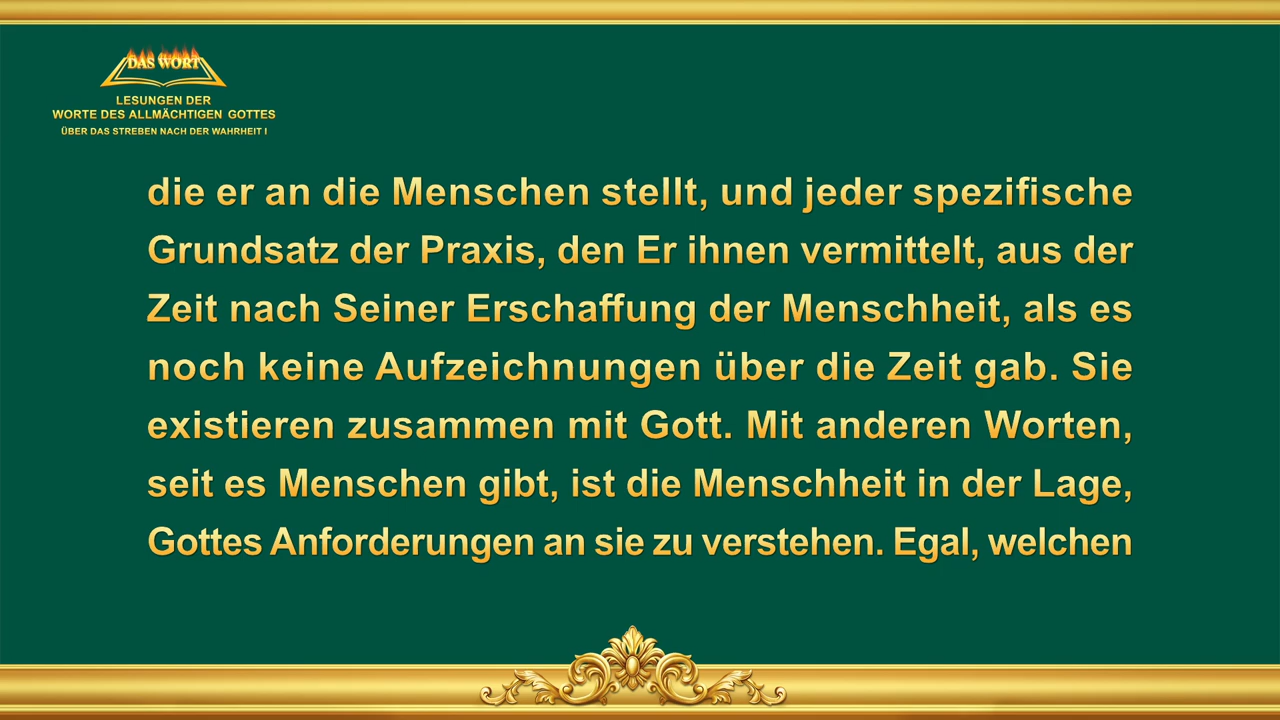 DAS WORT
LESUNGEN DER
WORTE DES ALLMÄCHTIGEN GOTTES
ÜBER DAS STREBEN NACH DER WAHRHEIT I
die er an die Menschen stellt, und jeder spezifische
Grundsatz der Praxis, den Er ihnen vermittelt, aus der
Zeit nach Seiner Erschaffung der Menschheit, als es
noch keine Aufzeichnungen über die Zeit gab. Sie
existieren zusammen mit Gott. Mit anderen Worten,
seit es Menschen gibt, ist die Menschheit in der Lage,
Gottes Anforderungen an sie zu verstehen. Egal, welchen